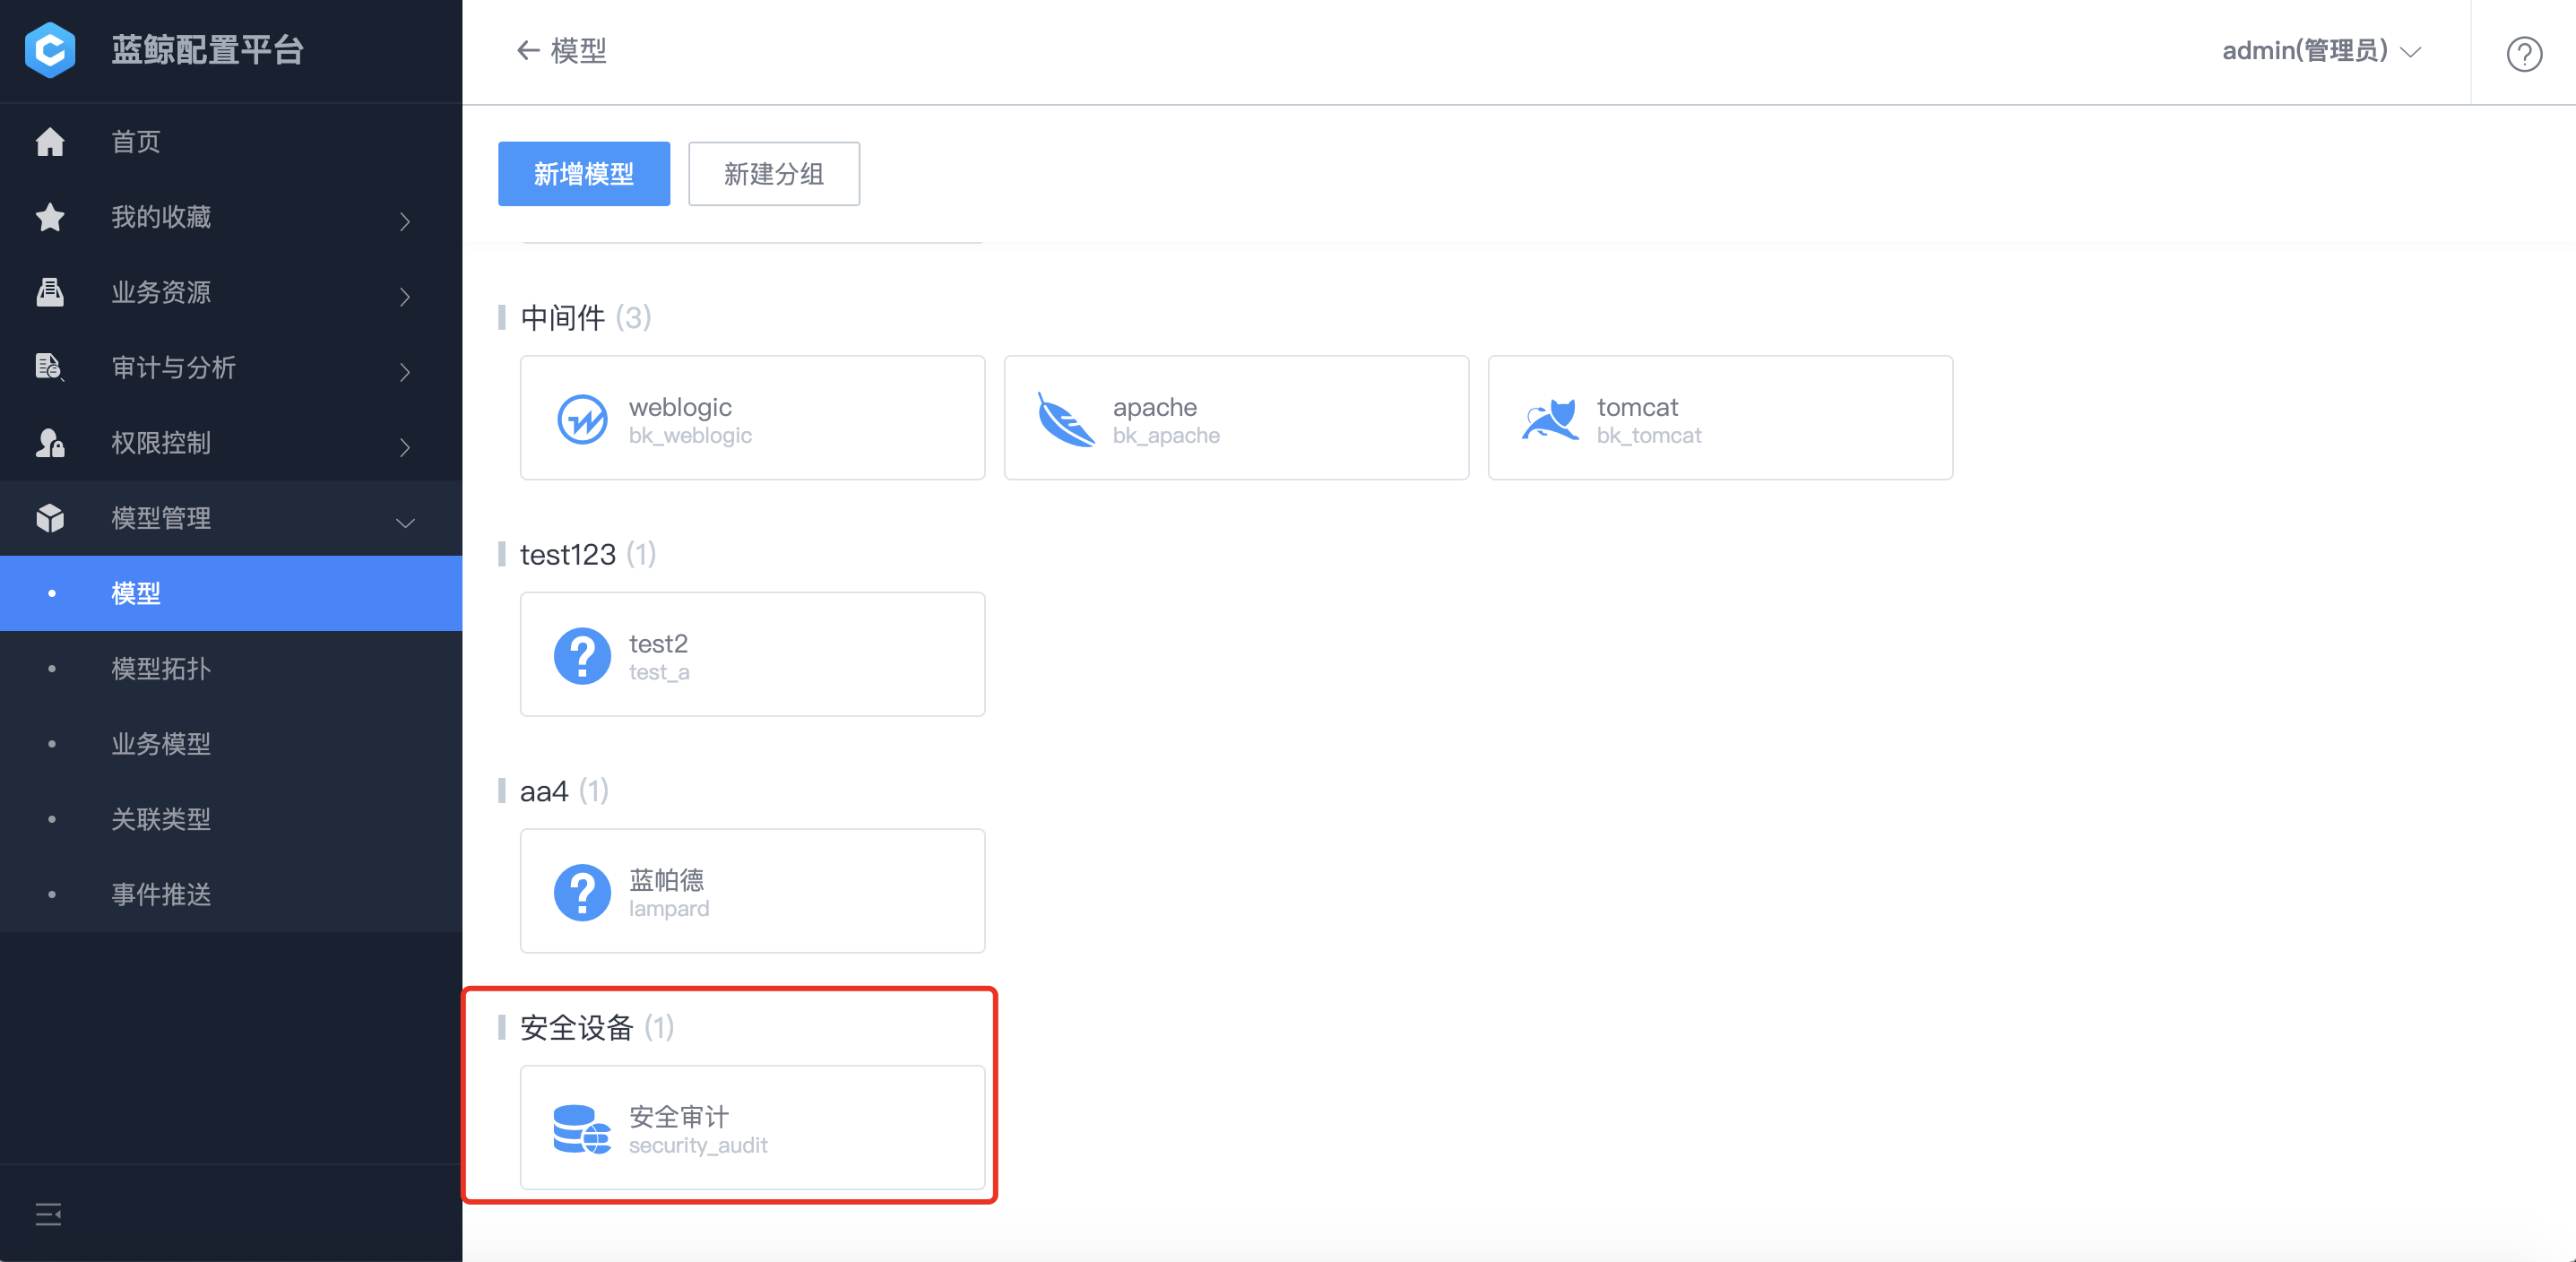 蓝鲸配置平台
首页
我的收藏
业务资源
审计与分析
权限控制
模型管理
模型
模型拓扑
业务模型
关联类型
事件推送
模型
admin(管理员)
新增模型
新建分组
中间件 (3)
weblogic
bk_weblogic
apache
bk_apache
tomcat
bk_tomcat
test123 (1)
test2
test_a
aa4 (1)
蓝帕德
lampard
安全设备 (1)
安全审计
security_audit